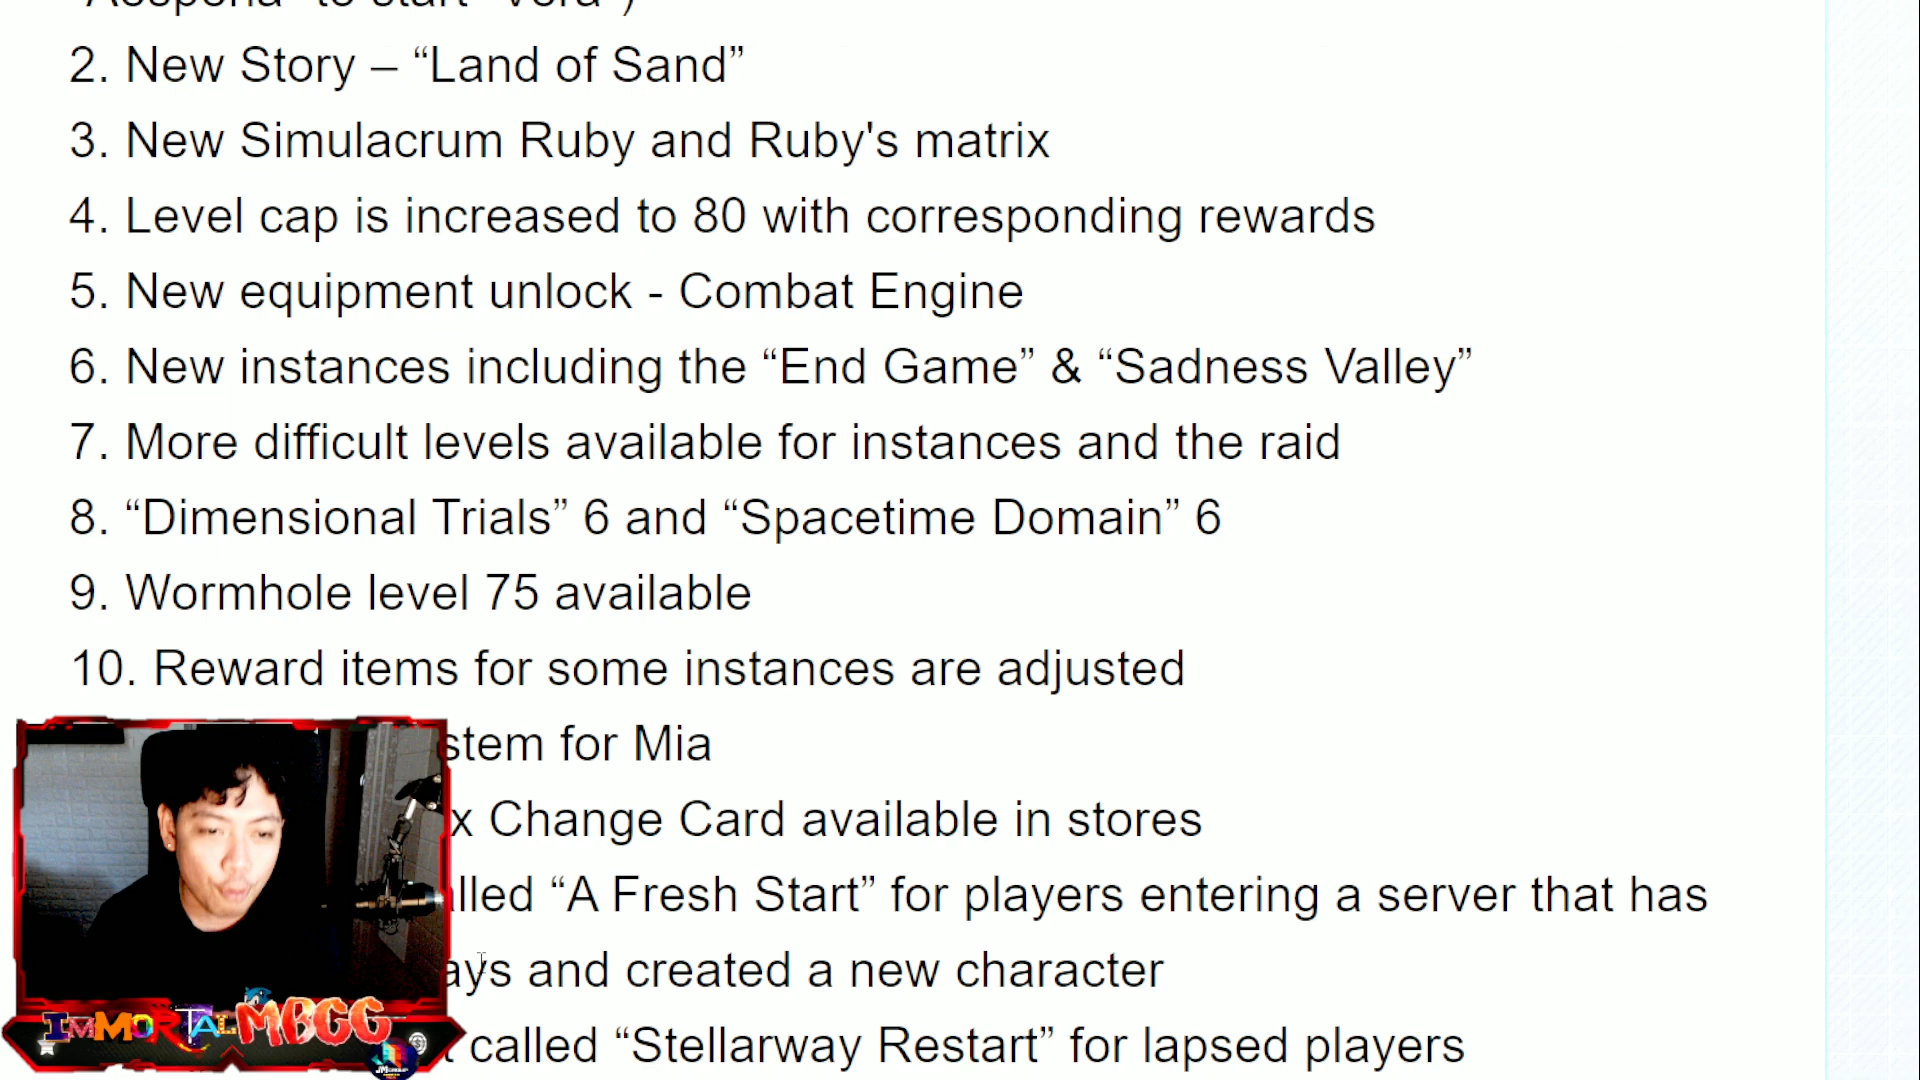 to start
2. New Story – “Land of Sand”
3. New Simulacrum Ruby and Ruby's matrix
4. Level cap is increased to 80 with corresponding rewards
5. New equipment unlock - Combat Engine
6. New instances including the “End Game” & “Sadness Valley”
7. More difficult levels available for instances and the raid
8. “Dimensional Trials” 6 and “Spacetime Domain” 6
9. Wormhole level 75 available
10. Reward items for some instances are adjusted
stem for Mia
x Change Card available in stores
lled “A Fresh Start” for players entering a server that has
ays and created a new character
called “Stellarway Restart” for lapsed players
IMMORTAL MBGG